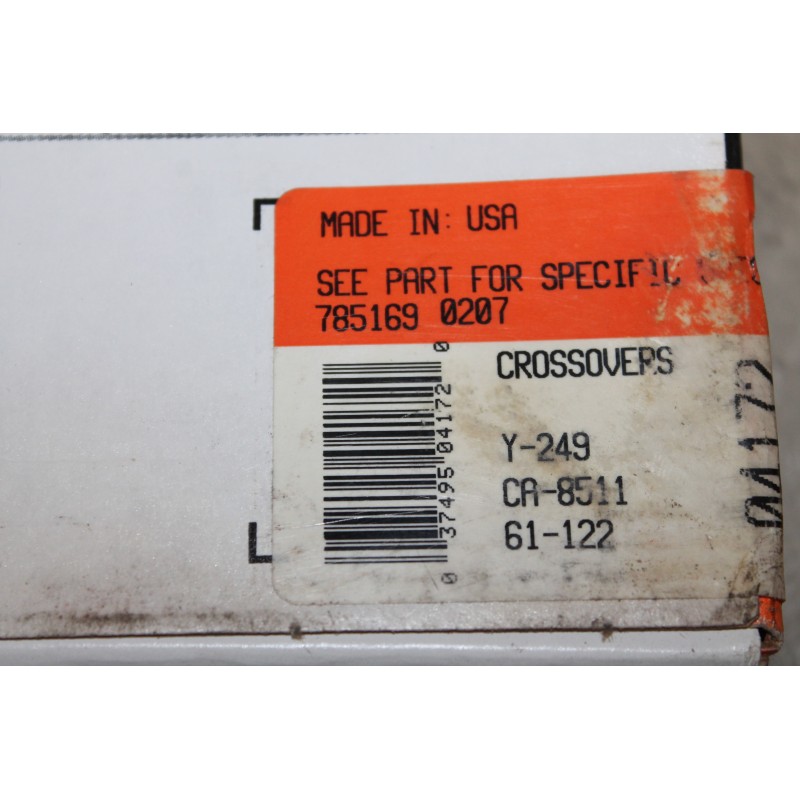 MADE IN: USA
SEE PART FOR SPECIFIC
785169 0207
CROSSOVERS
Y-249
CA-8511
61-122
0 37495 04172 0
04172